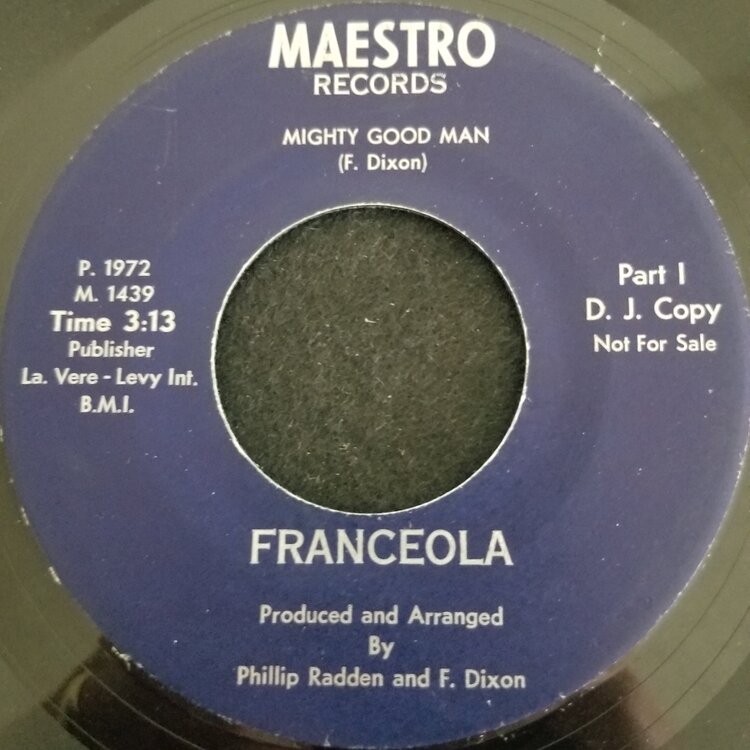 MAESTRO
RECORDS
MIGHTY GOOD MAN
(F. Dixon)
P. 1972
M. 1439
Time 3:13
Publisher
La. Vere - Levy Int.
B.M.I.
Part I
D. J. Copy
Not For Sale
FRANCEOLA
Produced and Arranged
By
Phillip Radden and F. Dixon